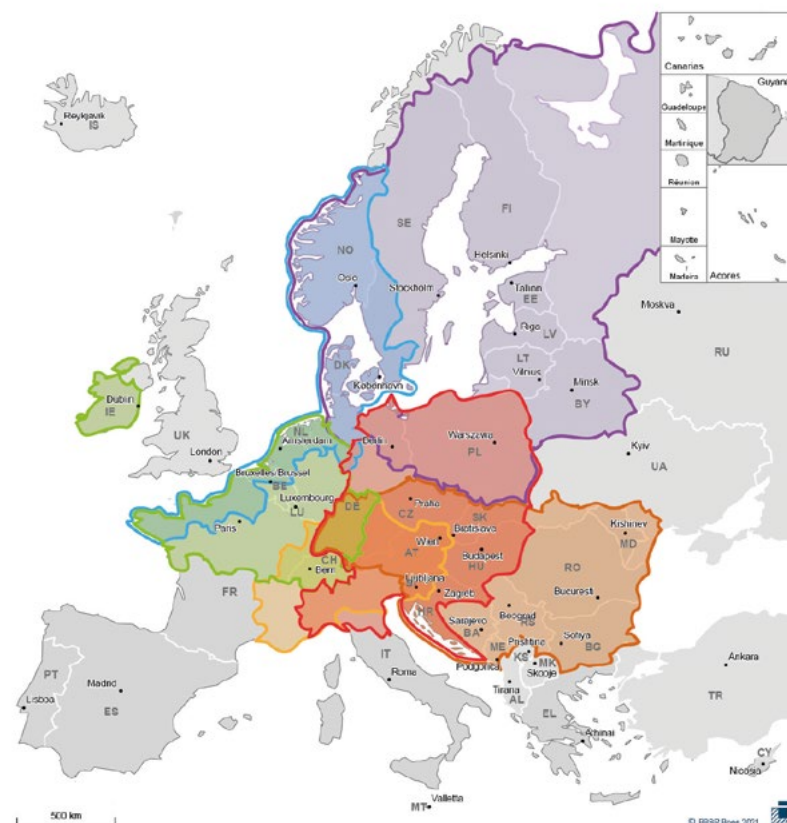 Canarias
Guyane
Guadeloupe
Martinique
Réunion
Mayotte
Madeira
Acores
Reykjavik
IS
NO
SE
FI
Oslo
Stockholm
Helsinki
Tallinn
EE
Riga
LV
LT
Vilnius
Minsk
BY
Moskva
RU
DK
København
Dublin
IE
UK
London
NL
Amsterdam
Berlin
Warszawa
PL
Kyiv
UA
Bruxelles/Brussel
BE
Luxembourg
LU
DE
Paris
Praha
CZ
SK
Wien
Bratislava
AT
Budapest
HU
Kishinev
MD
CH
Bern
FR
Ljubljana
Zagreb
HR
RO
Bucuresti
Beograd
RS
Sarajevo
BA
ME
Prishtina
KS
Sofiya
BG
Podgorica
MK
Skopje
Tirana
AL
IT
Roma
PT
Lisboa
Madrid
ES
EL
Athinai
Ankara
TR
CY
Nicosia
Valletta
MT
500 km